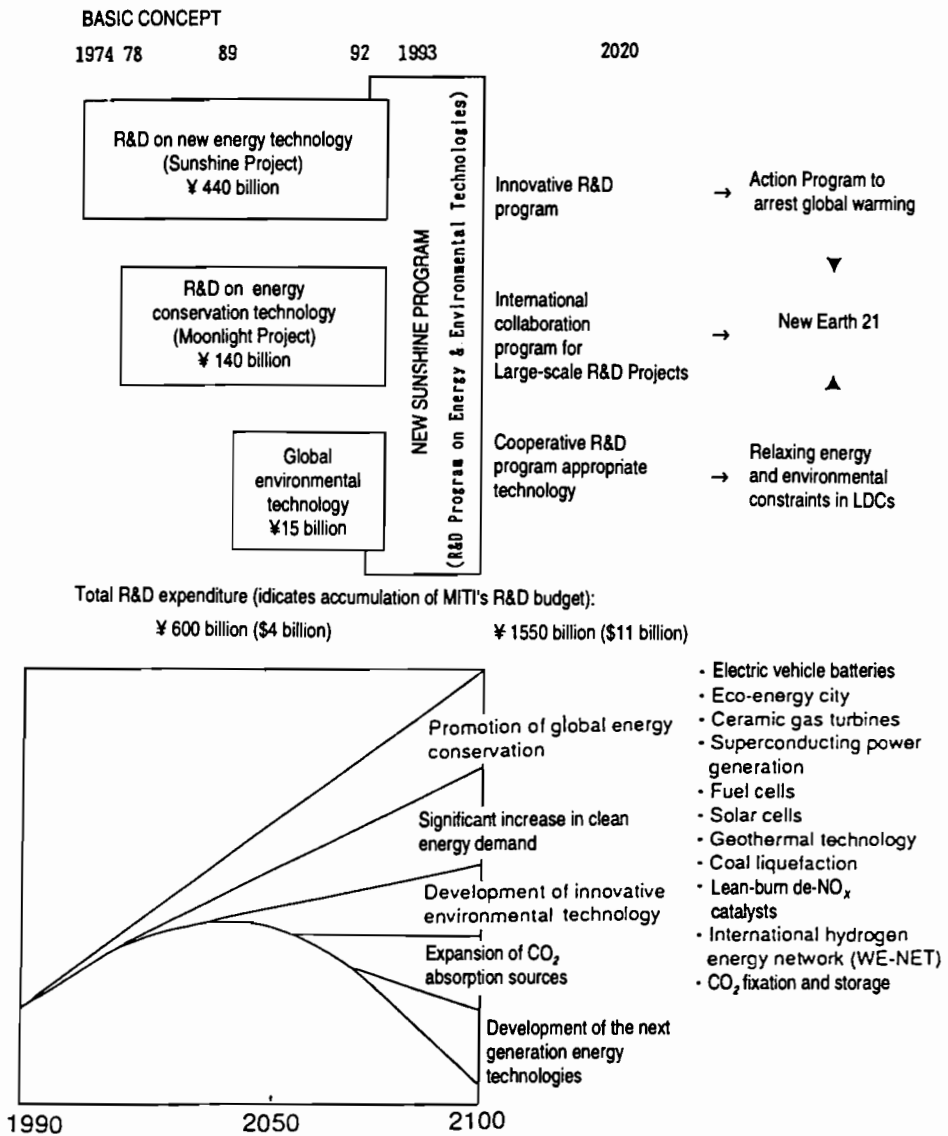 BASIC CONCEPT
1974 78 89 92 1993 2020
R&D on new energy technology
(Sunshine Project)
¥ 440 billion
R&D on energy
conservation technology
(Moonlight Project)
¥ 140 billion
Global
environmental
technology
¥15 billion
NEW SUNSHINE PROGRAM
(R&D Program on Energy & Environmental Technologies)
Innovative R&D
program
→
Action Program to
arrest global warming
International
collaboration
program for
Large-scale R&D Projects
→
New Earth 21
Cooperative R&D
program appropriate
technology
→
Relaxing energy
and environmental
constraints in LDCs
Total R&D expenditure (idicates accumulation of MITI's R&D budget):
¥ 600 billion ($4 billion) ¥ 1550 billion ($11 billion)
Promotion of global energy
conservation
Significant increase in clean
energy demand
Development of innovative
environmental technology
Expansion of CO₂
absorption sources
Development of the next
generation energy
technologies
1990 2050 2100
· Electric vehicle batteries
· Eco-energy city
· Ceramic gas turbines
· Superconducting power
generation
· Fuel cells
· Solar cells
· Geothermal technology
· Coal liquefaction
· Lean-burn de-NOₓ
catalysts
· International hydrogen
energy network (WE-NET)
· CO₂ fixation and storage